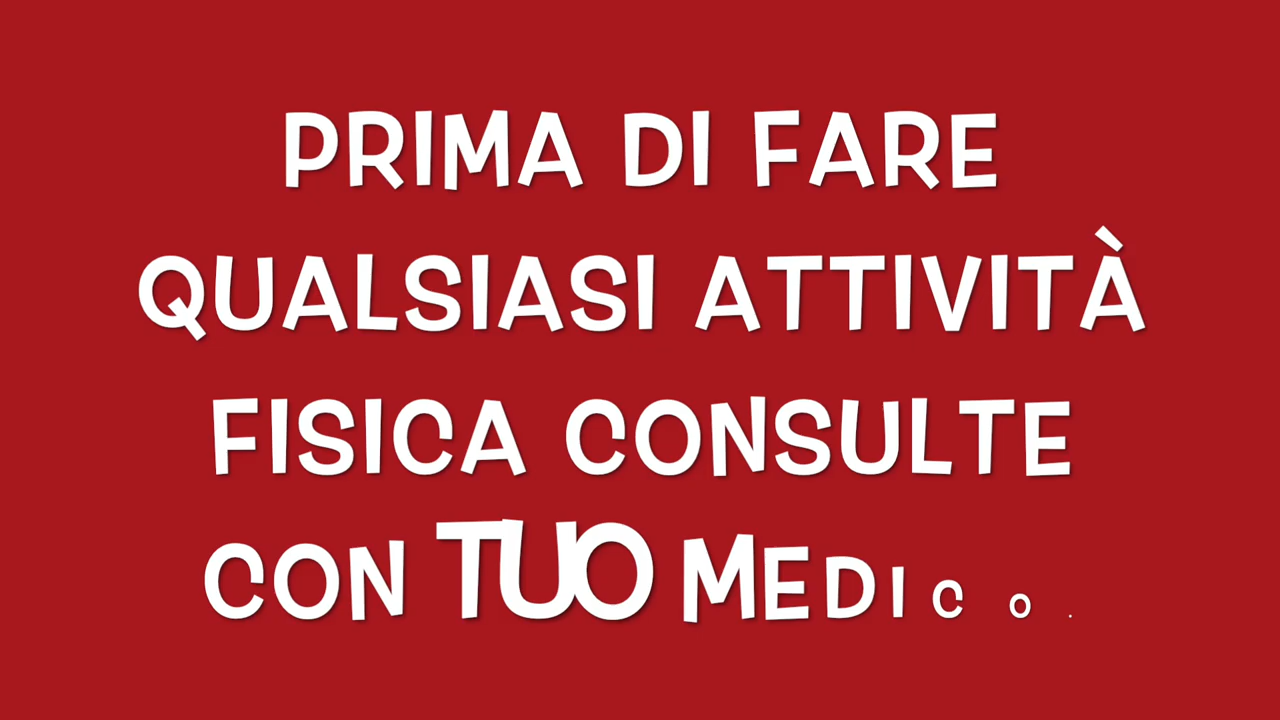 PRIMA DI FARE
QUALSIASI ATTIVITÀ
FISICA CONSULTE
CON TUO MEDICO.